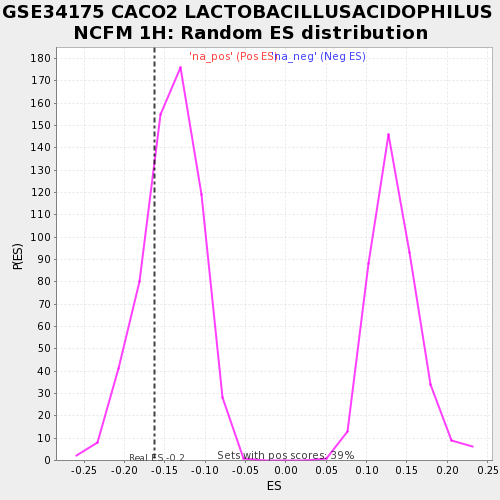 GSE34175 CACO2 LACTOBACILLUSACIDOPHILUS
NCFM 1H: Random ES distribution
'na_pos' (Pos ES) 'na_neg' (Neg ES)
180
170
160
150
140
130
120
110
100
90
80
70
60
50
40
30
20
10
0
P(ES)
Real ES -0.2
Sets with pos scores: 39%
-0.25 -0.20 -0.15 -0.10 -0.05 0.00 0.05 0.10 0.15 0.20 0.25
ES